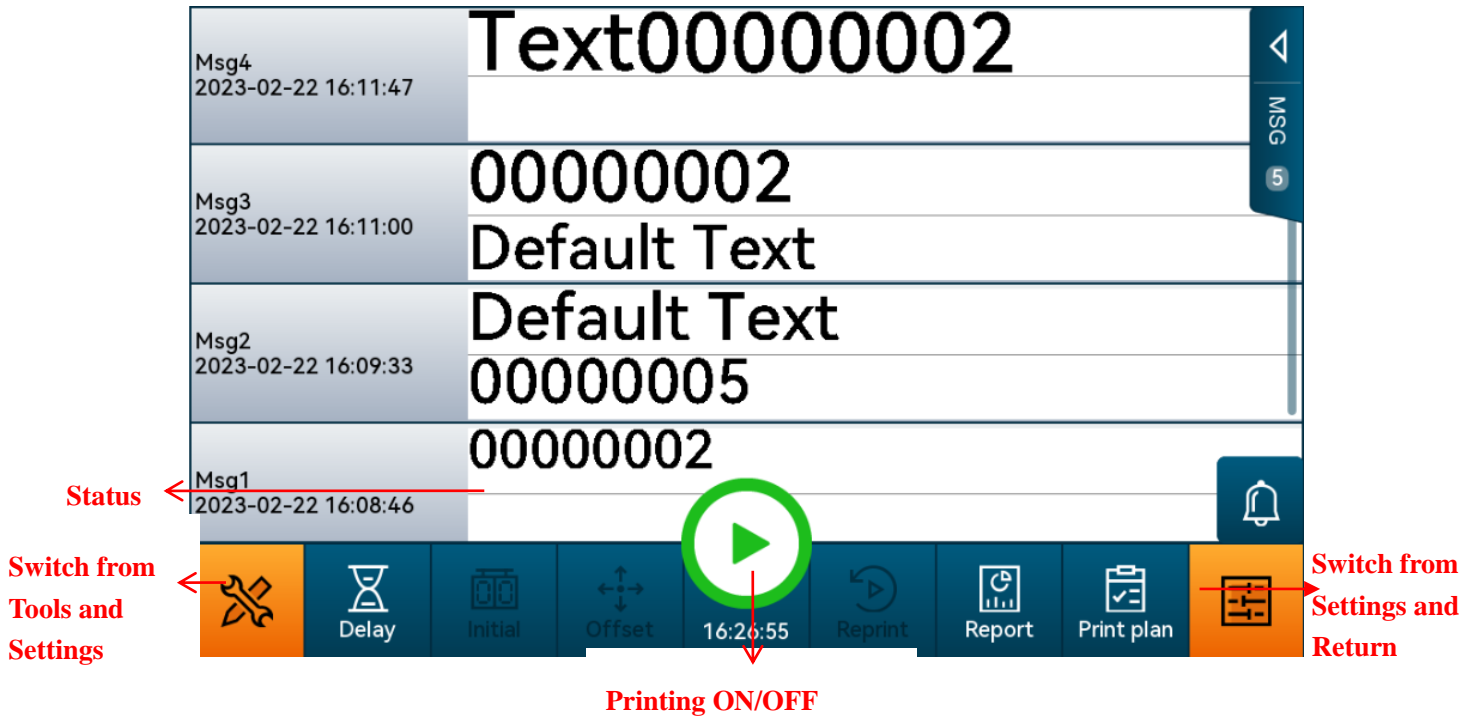 Msg4
2023-02-22 16:11:47
Text00000002
MSG
5
Msg3
2023-02-22 16:11:00
00000002
Default Text
Msg2
2023-02-22 16:09:33
Default Text
00000005
Msg1
2023-02-22 16:08:46
00000002
Status
Switch from
Tools and
Settings
Delay
00
Initial
Offset
16:26:55
Reprint
Report
Print plan
Switch from
Settings and
Return
Printing ON/OFF